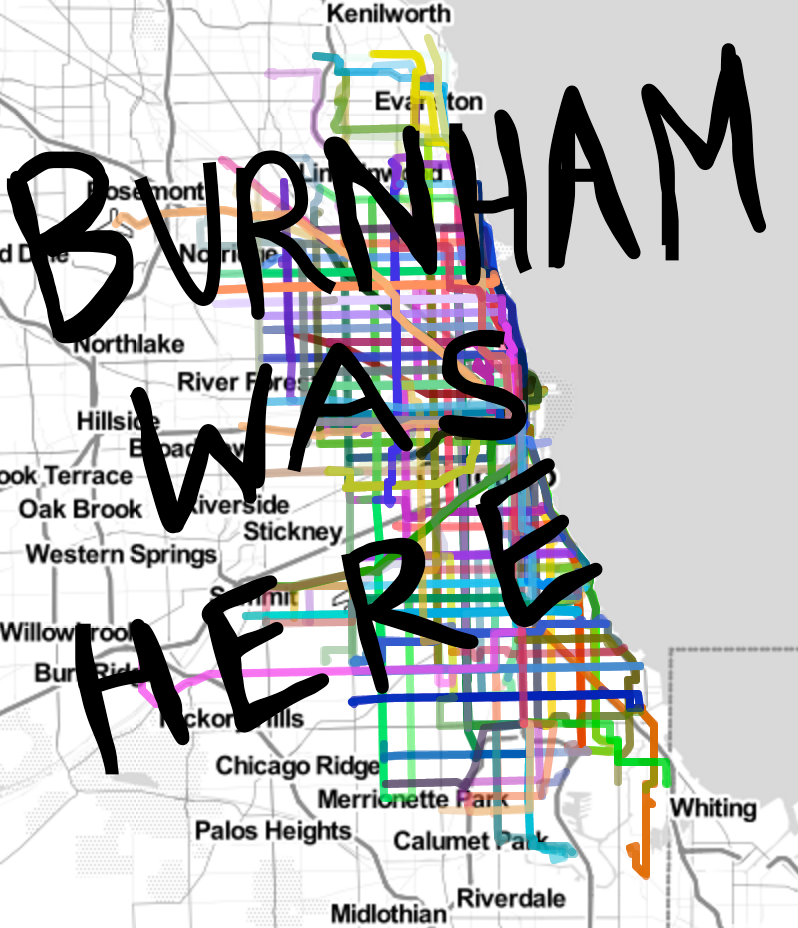 Kenilworth
Evanston
Lincolnwood
Rosemont
BURNHAM
Norridge
Northlake
River Forest
WAS
Hillside
Broadview
ook Terrace
Oak Brook
Riverside
Stickney
Western Springs
Summit
HERE
Willowbrook
Burr Ridge
Hickory Hills
Chicago Ridge
Merrionette Park
Whiting
Palos Heights
Calumet Park
Riverdale
Midlothian